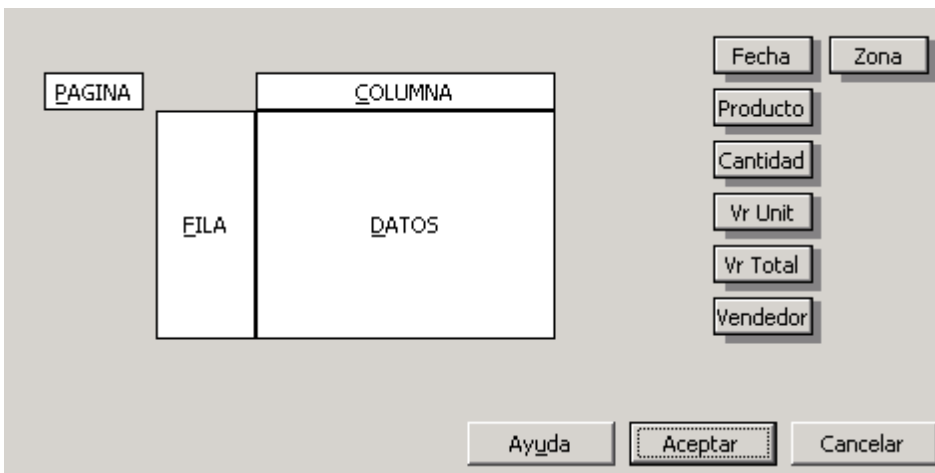 Fecha Zona
PAGINA COLUMNA
Producto
Cantidad
FILA DATOS Vr Unit
Vr Total
Vendedor
Ayuda Aceptar Cancelar